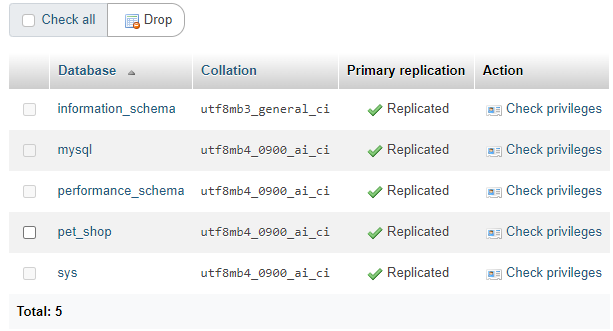 Check all Drop
Database Collation Primary replication Action
information_schema utf8mb3_general_ci Replicated Check privileges
mysql utf8mb4_0900_ai_ci Replicated Check privileges
performance_schema utf8mb4_0900_ai_ci Replicated Check privileges
pet_shop utf8mb4_0900_ai_ci Replicated Check privileges
sys utf8mb4_0900_ai_ci Replicated Check privileges
Total: 5